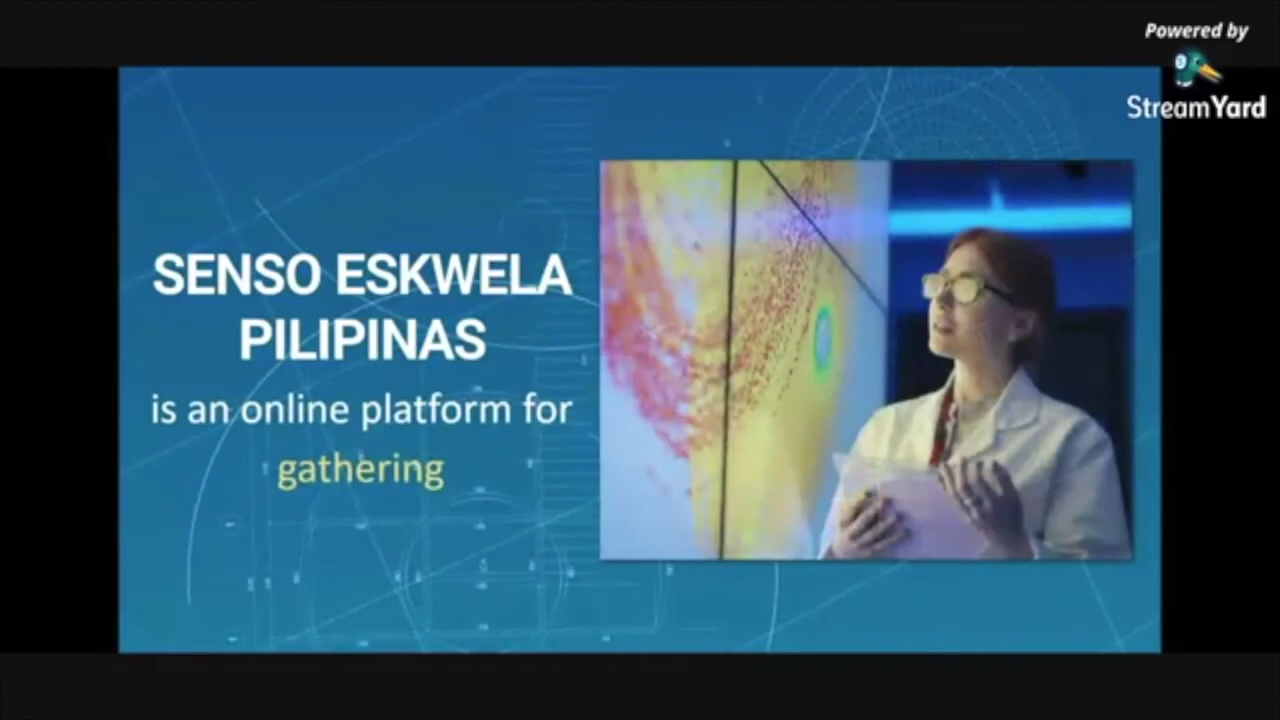 Powered by
StreamYard
SENSO ESKWELA
PILIPINAS
is an online platform for
gathering